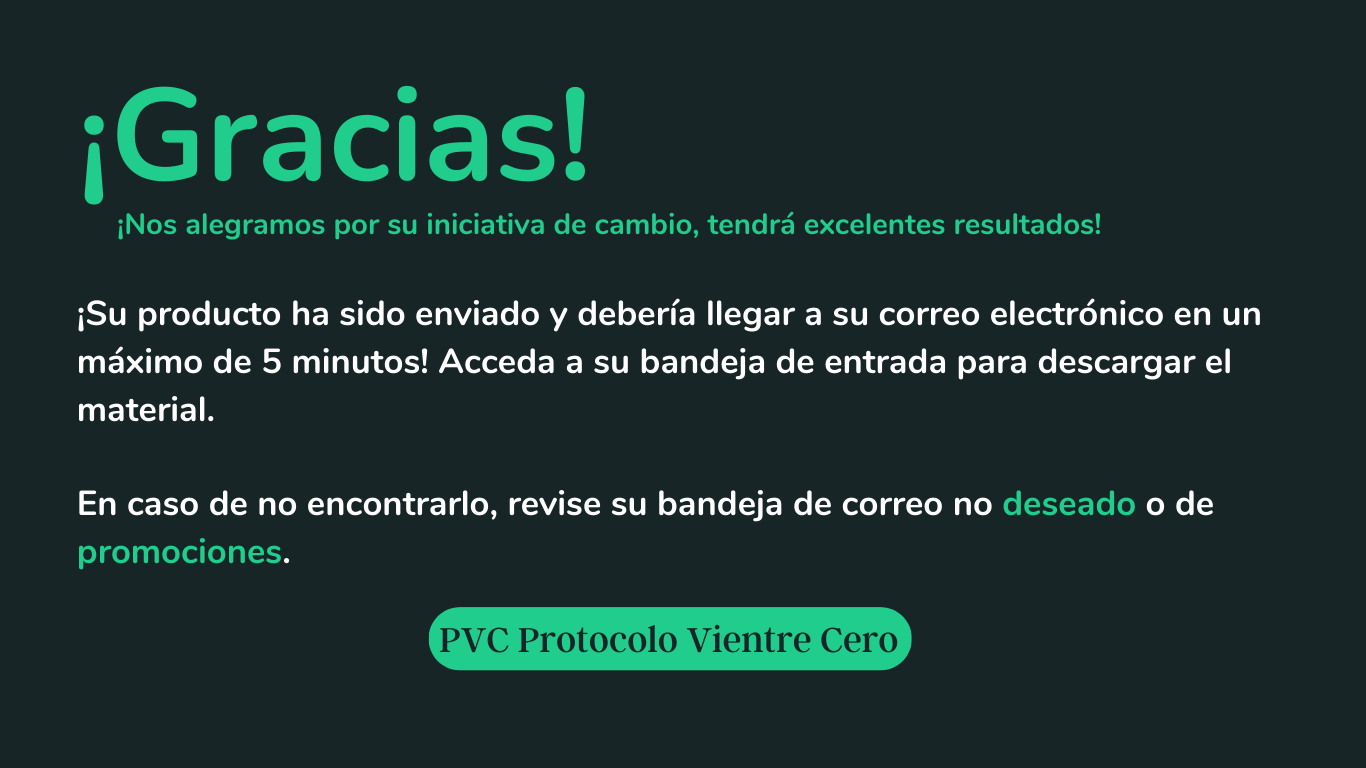 ¡Gracias!
¡Nos alegramos por su iniciativa de cambio, tendrá excelentes resultados!
¡Su producto ha sido enviado y debería llegar a su correo electrónico en un
máximo de 5 minutos! Acceda a su bandeja de entrada para descargar el
material.
En caso de no encontrarlo, revise su bandeja de correo no deseado o de
promociones.
PVC Protocolo Vientre Cero